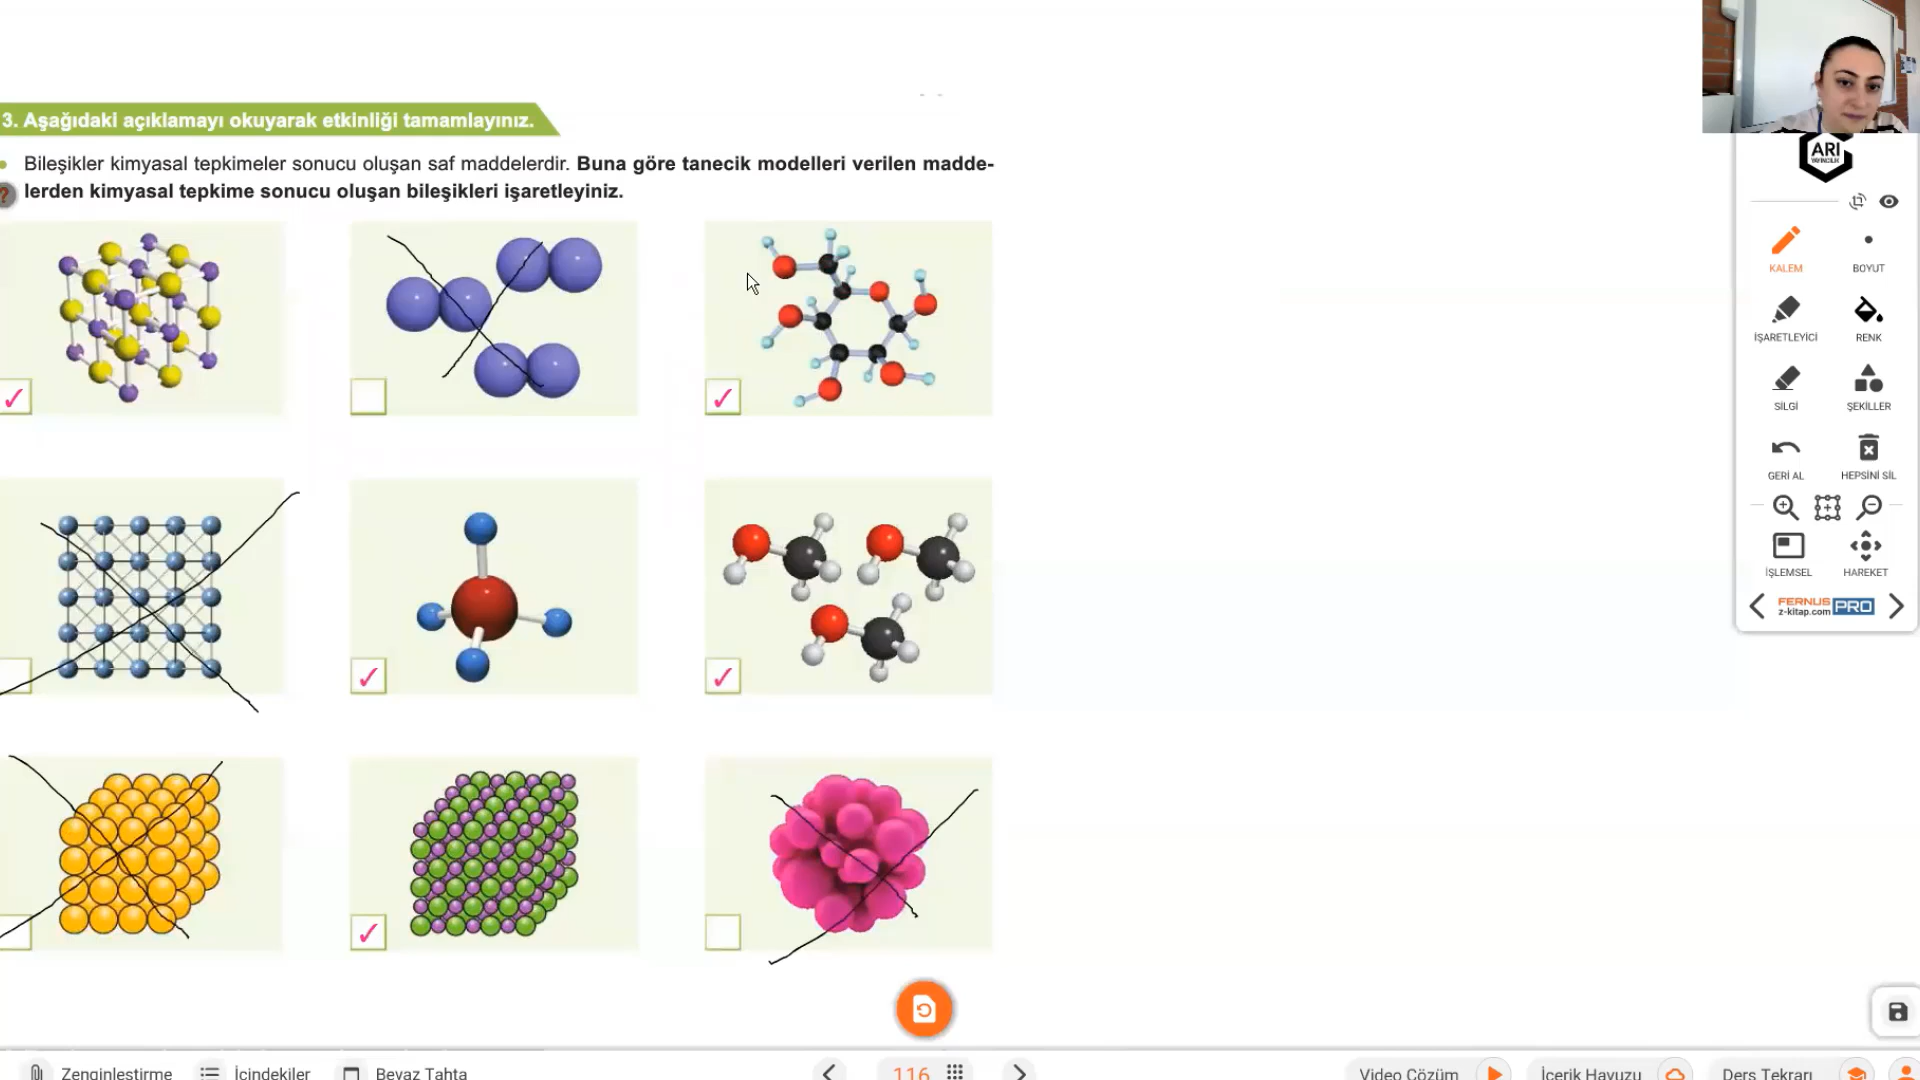 ARI
YAYINCILIK
3. Aşağıdaki açıklamayı okuyarak etkinliği tamamlayınız.
Bileşikler kimyasal tepkimeler sonucu oluşan saf maddelerdir. Buna göre tanecik modelleri verilen madde-
lerden kimyasal tepkime sonucu oluşan bileşikleri işaretleyiniz.
?
KALEM
BOYUT
İŞARETLEYİCİ
RENK
SİLGİ
ŞEKİLLER
GERİ AL
HEPSİNİ SİL
İŞLEMSEL
HAREKET
FERNUS
z-kitap.com
PRO
Zenginleştirme
İçindekiler
Beyaz Tahta
116
Video Çözüm
İçerik Havuzu
Ders Tekrarı